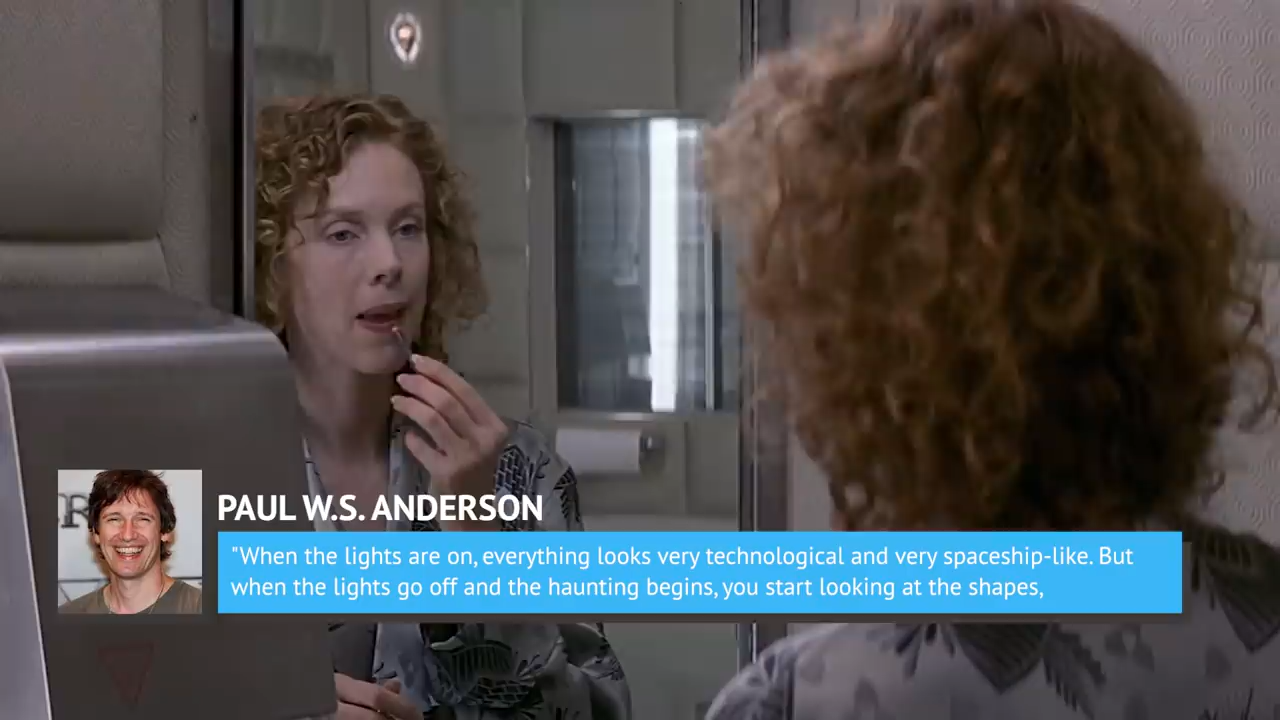 PAUL W.S. ANDERSON
"When the lights are on, everything looks very technological and very spaceship-like. But
when the lights go off and the haunting begins, you start looking at the shapes,